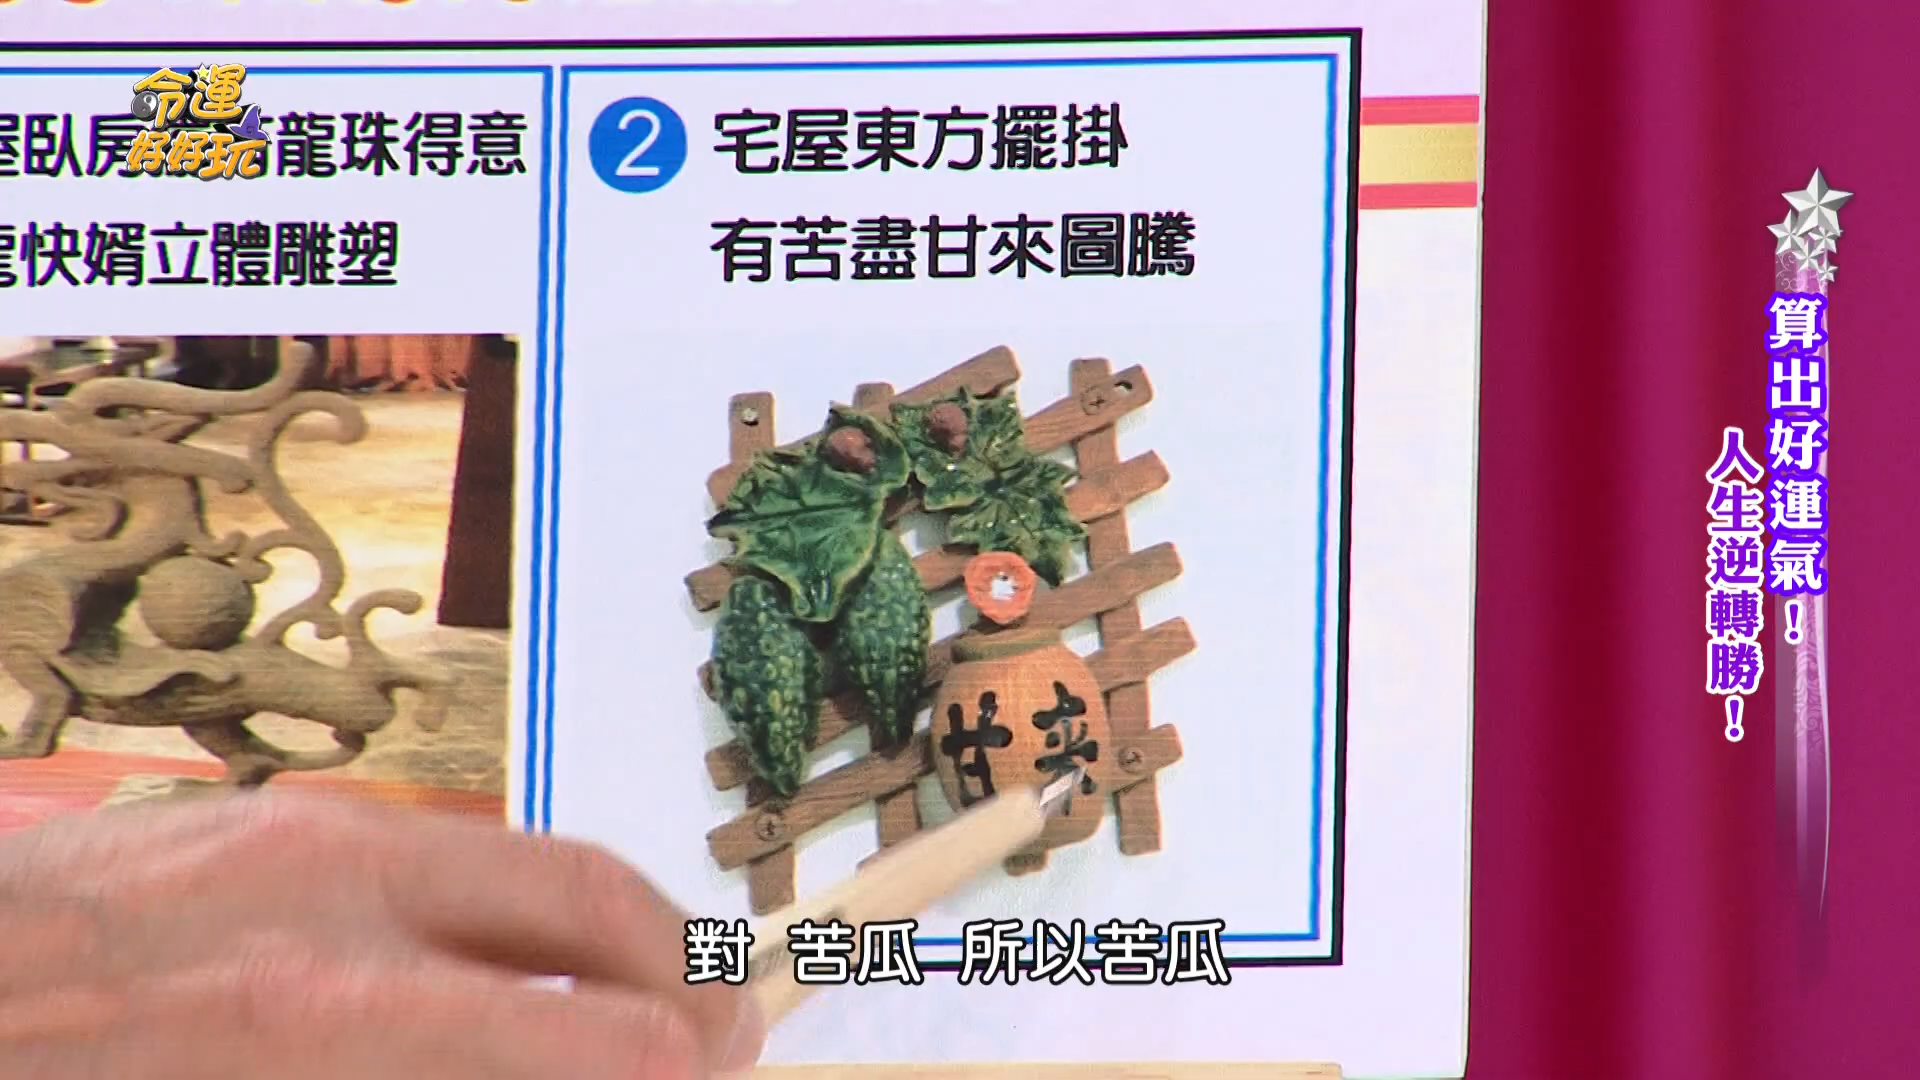 命運
好好玩
臥房
龍珠得意
快婿立體雕塑
2 宅屋東方擺掛
有苦盡甘來圖騰
甘來
算出好運氣！
人生逆轉勝！
對 苦瓜 所以苦瓜